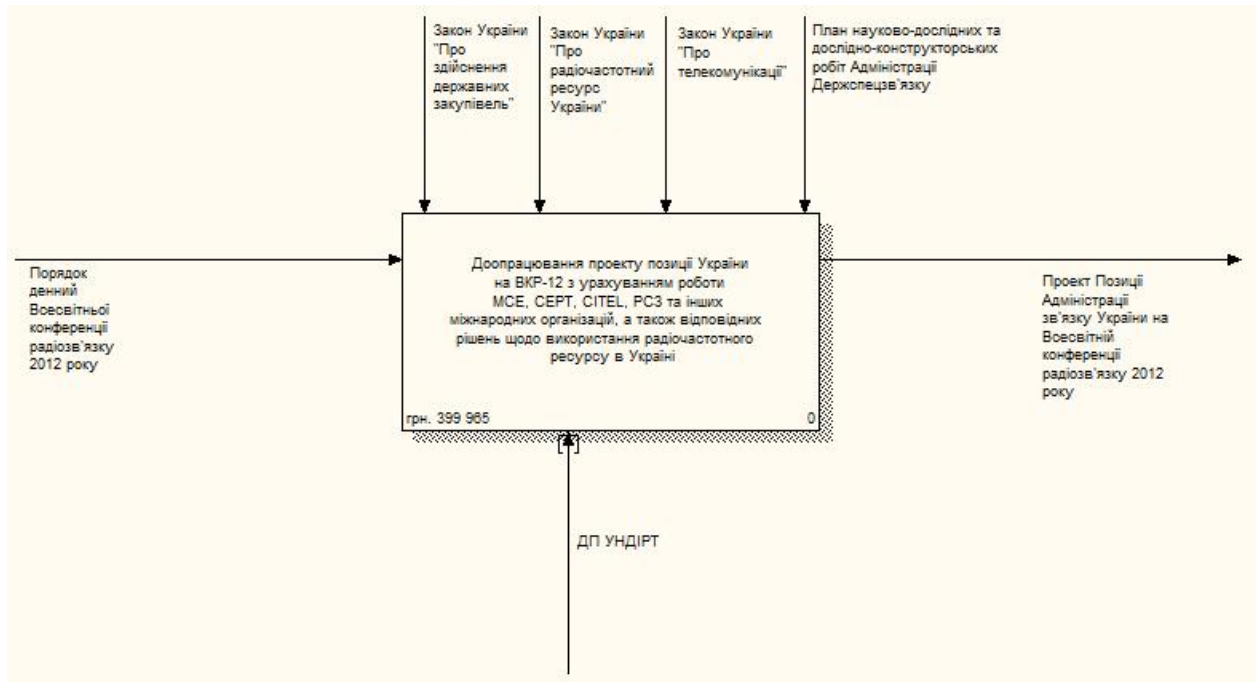 Закон України
"Про
здійснення
державних
закупівель"
Закон України
"Про
радіочастотний
ресурс
України"
Закон України
"Про
телекомунікації"
План науково-дослідних та
дослідно-конструкторських
робіт Адміністрації
Держспецзв'язку
Порядок
денний
Всесвітньої
конференції
радіозв'язку
2012 року
Доопрацювання проекту позиції України
на ВКР-12 з урахуванням роботи
МСЕ, СЕРТ, CITEL, РСЗ та інших
міжнародних організацій, а також відповідних
рішень щодо використання радіочастотного
ресурсу в Україні
грн. 399 965
0
Проект Позиції
Адміністрації
зв'язку України на
Всесвітній
конференції
радіозв'язку 2012
року
ДП УНДІРТ